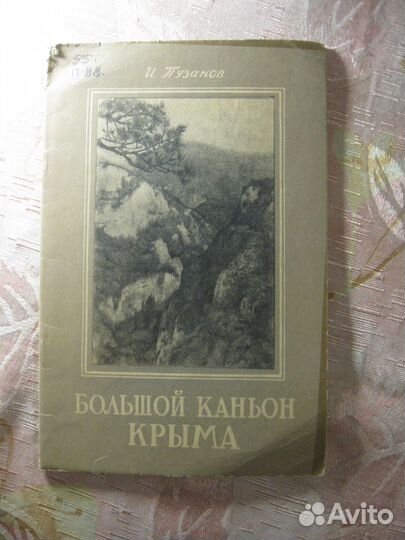 55.
П-88.
И Пузанов
БОЛЬШОЙ КАНЬОН
КРЫМА
Avito